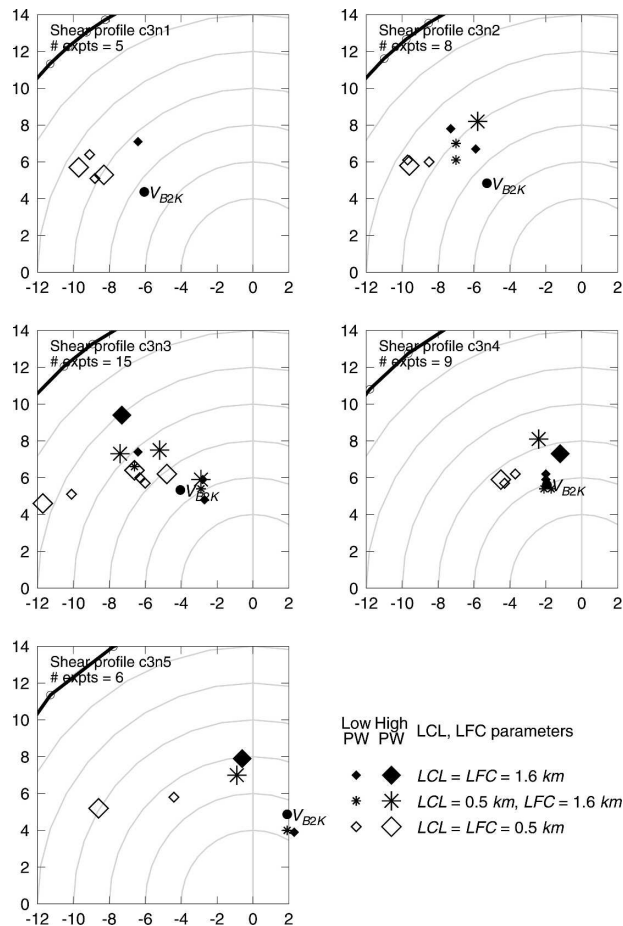 14
Shear profile c3n1
# expts = 5
12
10
8
6
4
2
0
V_B2K
-12 -10 -8 -6 -4 -2 0 2
14
Shear profile c3n2
# expts = 8
12
10
8
6
4
2
0
V_B2K
-12 -10 -8 -6 -4 -2 0 2
14
Shear profile c3n3
# expts = 15
12
10
8
6
4
2
0
V_B2K
-12 -10 -8 -6 -4 -2 0 2
14
Shear profile c3n4
# expts = 9
12
10
8
6
4
2
0
V_B2K
-12 -10 -8 -6 -4 -2 0 2
14
Shear profile c3n5
# expts = 6
12
10
8
6
4
2
0
V_B2K
-12 -10 -8 -6 -4 -2 0 2
Low High
PW PW LCL, LFC parameters
LCL = LFC = 1.6 km
LCL = 0.5 km, LFC = 1.6 km
LCL = LFC = 0.5 km